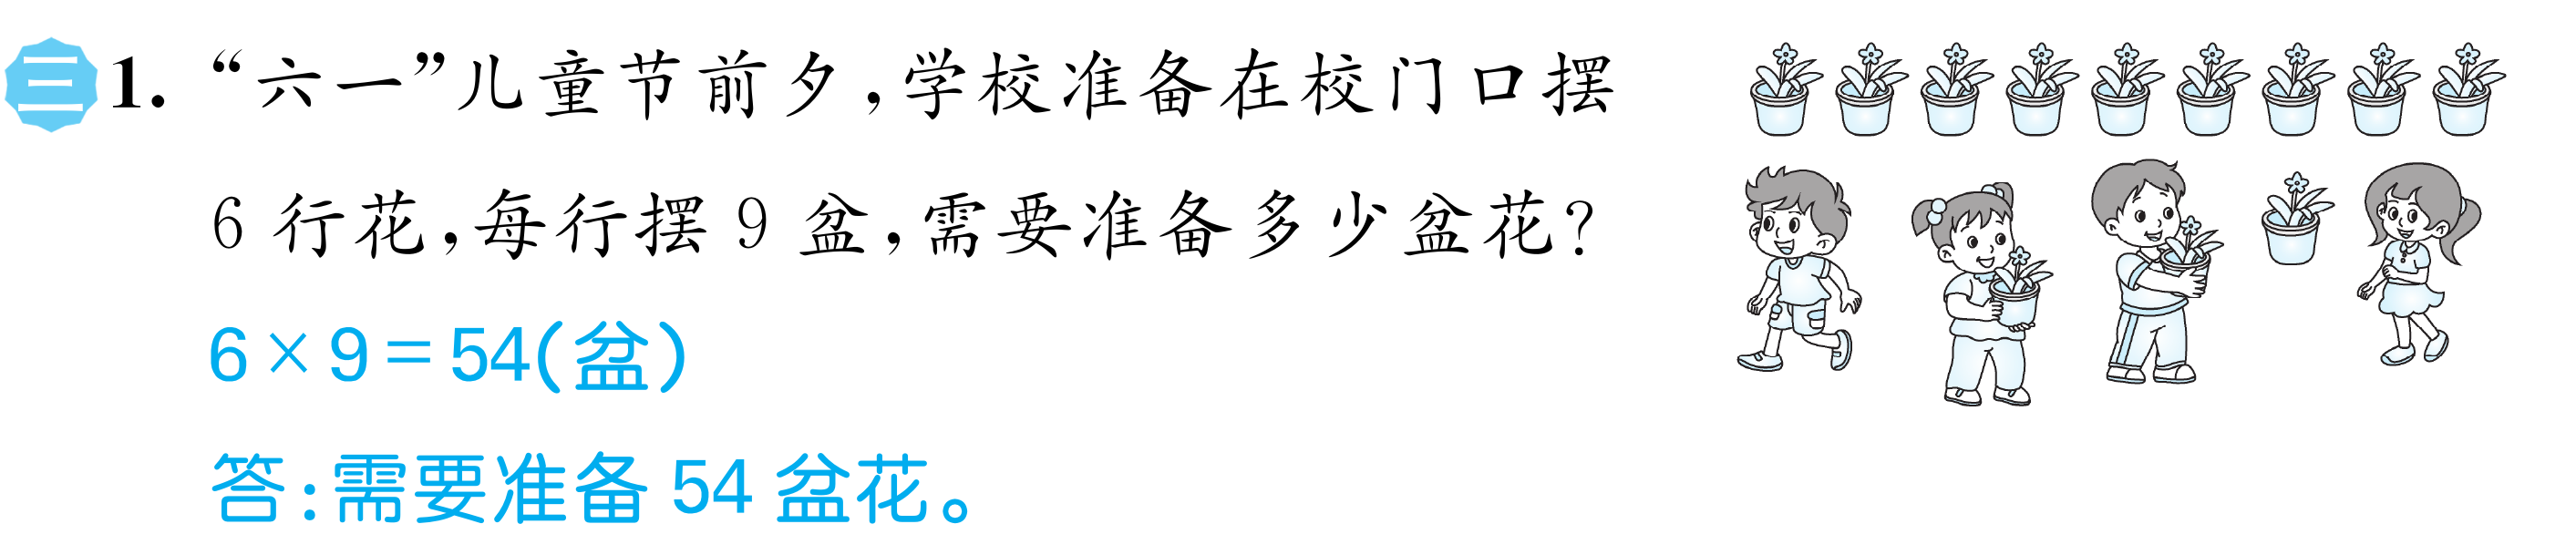 三 1. “六一”儿童节前夕,学校准备在校门口摆
6 行花,每行摆 9 盆,需要准备多少盆花?
6×9=54(盆)
答:需要准备 54 盆花。